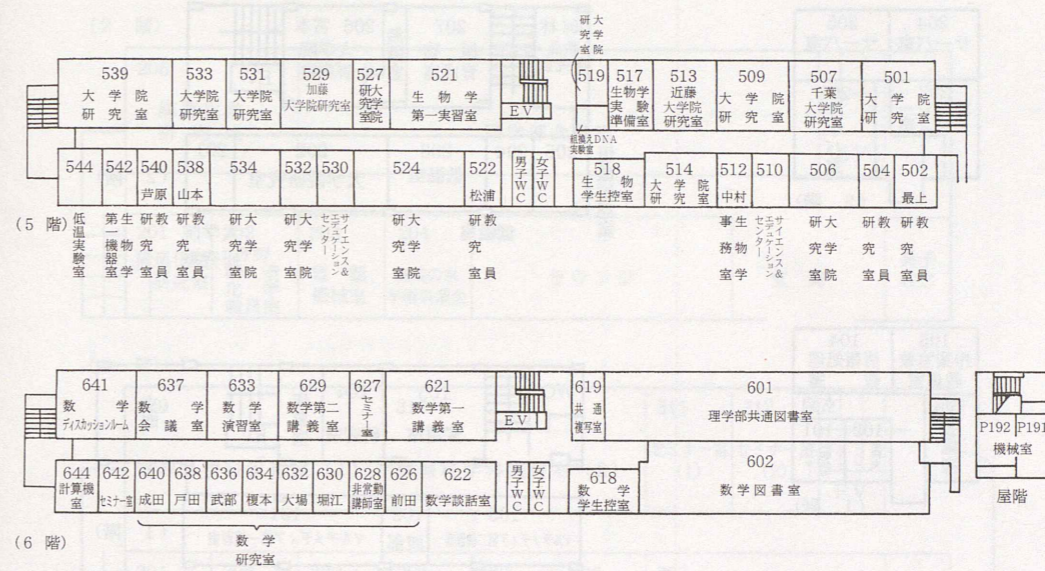 大学院
研究室
539
大学院
研究室
533
大学院
研究室
531
大学院
研究室
529
加藤
大学院研究室
527
大学院
研究室
521
生物学
第一実習室
EV
519
517
生物学
実験
準備室
513
近藤
大学院
研究室
509
大学院
研究室
507
千葉
大学院
研究室
501
大学院
研究室
組換えDNA
実験室
544
542
540
芦原
538
山本
534
532
530
524
522
松浦
男子WC
女子WC
518
生物
学生控室
514
大学院
研究室
512
中村
510
506
504
502
最上
(5 階)
低温実験室
生物学
第一機器室
教員
研究室
教員
研究室
大学院
研究室
大学院
研究室
サイエンス&
エデュケーション
センター
大学院
研究室
教員
研究室
生物学
事務室
サイエンス&
エデュケーション
センター
大学院
研究室
教員
研究室
教員
研究室
641
数学
ディスカッションルーム
637
数学
会議室
633
数学
演習室
629
数学第二
講義室
627
セミナー室
621
数学第一
講義室
EV
619
共通
複写室
601
理学部共通図書室
P192
P191
機械室
屋階
644
計算機
室
642
セミナー室
640
成田
638
戸田
636
武部
634
榎本
632
大場
630
堀江
628
非常勤
講師室
626
前田
622
数学談話室
男子WC
女子WC
618
数学
学生控室
602
数学図書室
(6 階)
数学
研究室